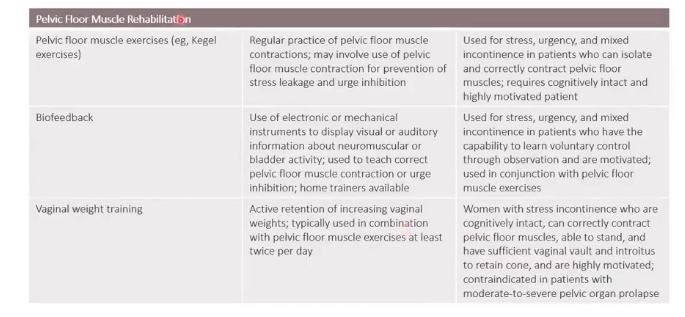 Pelvic Floor Muscle Rehabilitation
Pelvic floor muscle exercises (eg, Kegel
exercises)
Regular practice of pelvic floor muscle
contractions; may involve use of pelvic
floor muscle contraction for prevention of
stress leakage and urge inhibition
Used for stress, urgency, and mixed
incontinence in patients who can isolate
and correctly contract pelvic floor
muscles; requires cognitively intact and
highly motivated patient
Biofeedback
Use of electronic or mechanical
instruments to display visual or auditory
information about neuromuscular or
bladder activity; used to teach correct
pelvic floor muscle contraction or urge
inhibition; home trainers available
Used for stress, urgency, and mixed
incontinence in patients who have the
capability to learn voluntary control
through observation and are motivated;
used in conjunction with pelvic floor
muscle exercises
Vaginal weight training
Active retention of increasing vaginal
weights; typically used in combination
with pelvic floor muscle exercises at least
twice per day
Women with stress incontinence who are
cognitively intact, can correctly contract
pelvic floor muscles, able to stand, and
have sufficient vaginal vault and introitus
to retain cone, and are highly motivated;
contraindicated in patients with
moderate-to-severe pelvic organ prolapse